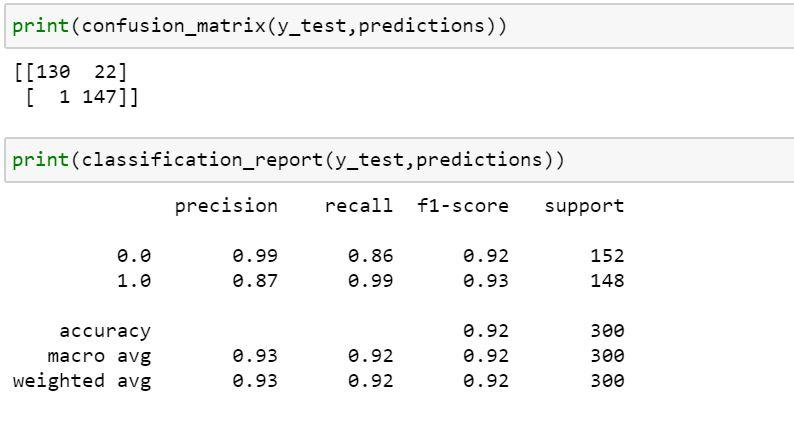 print(confusion_matrix(y_test,predictions))
[[130  22]
 [  1 147]]
print(classification_report(y_test,predictions))
              precision    recall  f1-score   support
         0.0       0.99      0.86      0.92       152
         1.0       0.87      0.99      0.93       148
    accuracy                           0.92       300
   macro avg       0.93      0.92      0.92       300
weighted avg       0.93      0.92      0.92       300